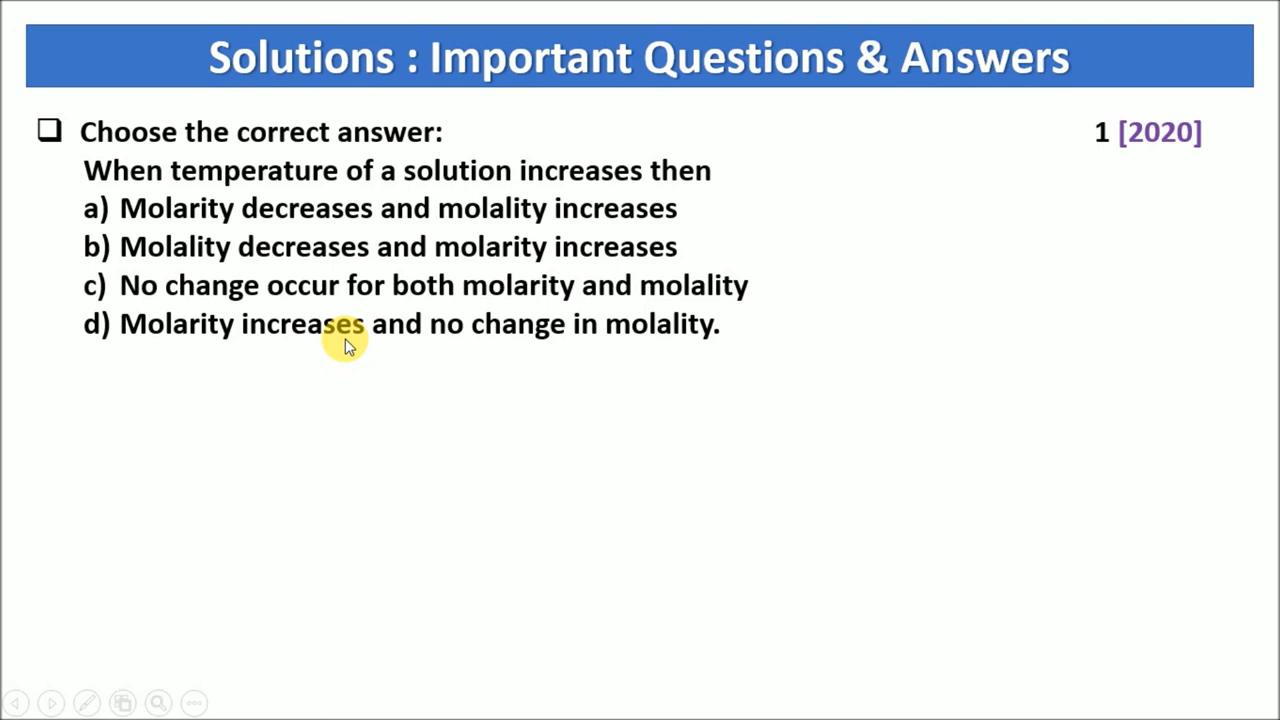 Solutions : Important Questions & Answers
Choose the correct answer: 1 [2020]
When temperature of a solution increases then
a) Molarity decreases and molality increases
b) Molality decreases and molarity increases
c) No change occur for both molarity and molality
d) Molarity increases and no change in molality.